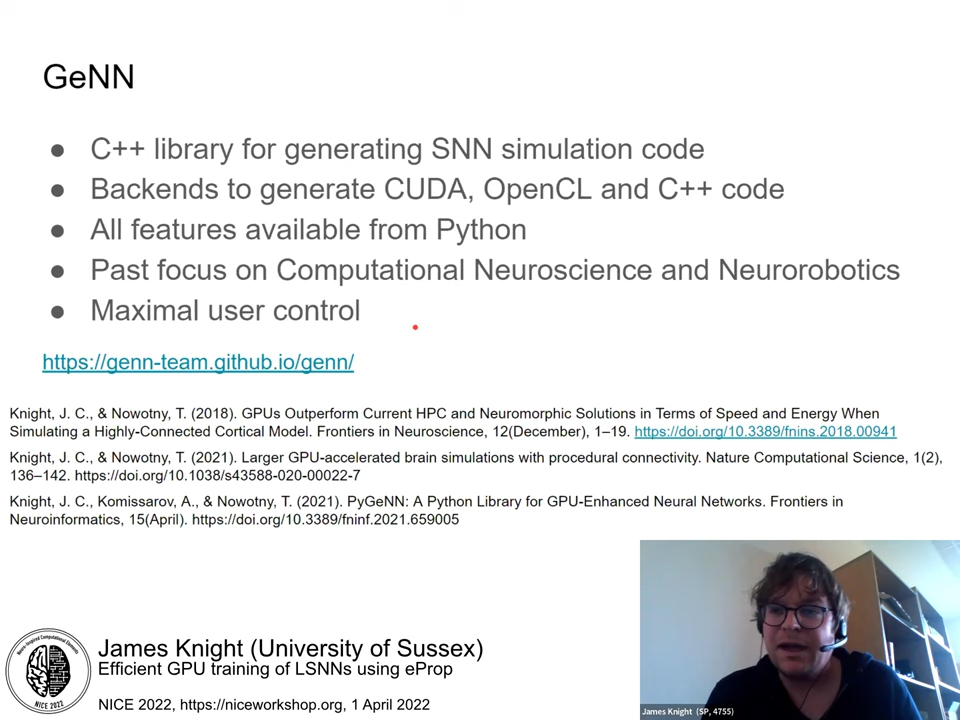 GeNN
● C++ library for generating SNN simulation code
● Backends to generate CUDA, OpenCL and C++ code
● All features available from Python
● Past focus on Computational Neuroscience and Neurorobotics
● Maximal user control
https://genn-team.github.io/genn/
Knight, J. C., & Nowotny, T. (2018). GPUs Outperform Current HPC and Neuromorphic Solutions in Terms of Speed and Energy When
Simulating a Highly-Connected Cortical Model. Frontiers in Neuroscience, 12(December), 1–19. https://doi.org/10.3389/fnins.2018.00941
Knight, J. C., & Nowotny, T. (2021). Larger GPU-accelerated brain simulations with procedural connectivity. Nature Computational Science, 1(2),
136–142. https://doi.org/10.1038/s43588-020-00022-7
Knight, J. C., Komissarov, A., & Nowotny, T. (2021). PyGeNN: A Python Library for GPU-Enhanced Neural Networks. Frontiers in
Neuroinformatics, 15(April). https://doi.org/10.3389/fninf.2021.659005
Neuro-Inspired Computational Elements
NICE 2022
James Knight (University of Sussex)
Efficient GPU training of LSNNs using eProp
NICE 2022, https://niceworkshop.org, 1 April 2022
James Knight (SP, 4755)